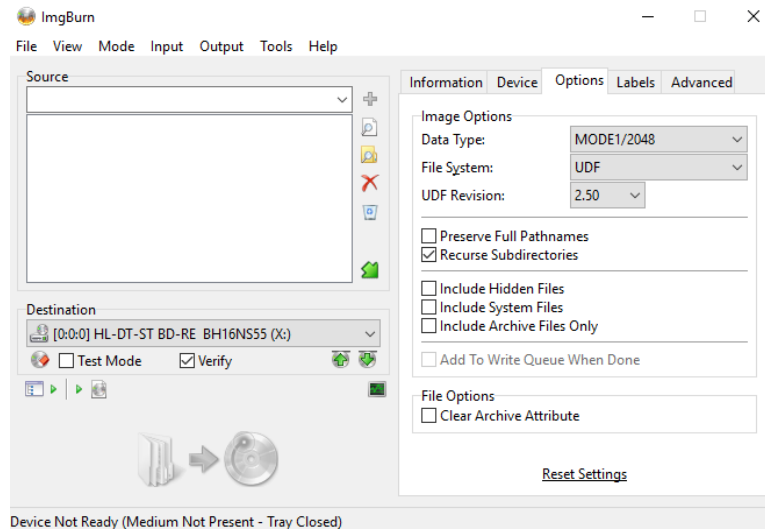 ImgBurn
File View Mode Input Output Tools Help
Source
Information Device Options Labels Advanced
Image Options
Data Type: MODE1/2048
File System: UDF
UDF Revision: 2.50
Preserve Full Pathnames
Recurse Subdirectories
Include Hidden Files
Include System Files
Include Archive Files Only
Add To Write Queue When Done
File Options
Clear Archive Attribute
Reset Settings
Destination
[0:0:0] HL-DT-ST BD-RE BH16NS55 (X:)
Test Mode Verify
Device Not Ready (Medium Not Present - Tray Closed)